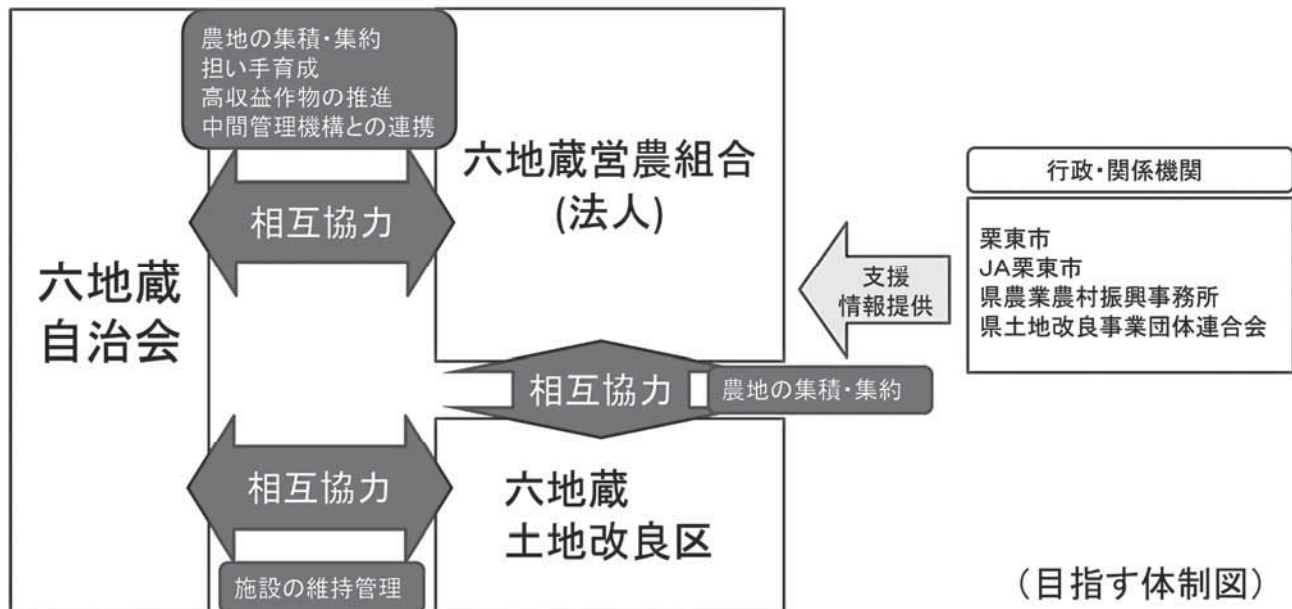 農地の集積・集約
担い手育成
高収益作物の推進
中間管理機構との連携
相互協力
六地蔵営農組合
(法人)
六地蔵
自治会
支援
情報提供
行政・関係機関
栗東市
JA栗東市
県農業農村振興事務所
県土地改良事業団体連合会
相互協力
農地の集積・集約
相互協力
施設の維持管理
六地蔵
土地改良区
(目指す体制図)